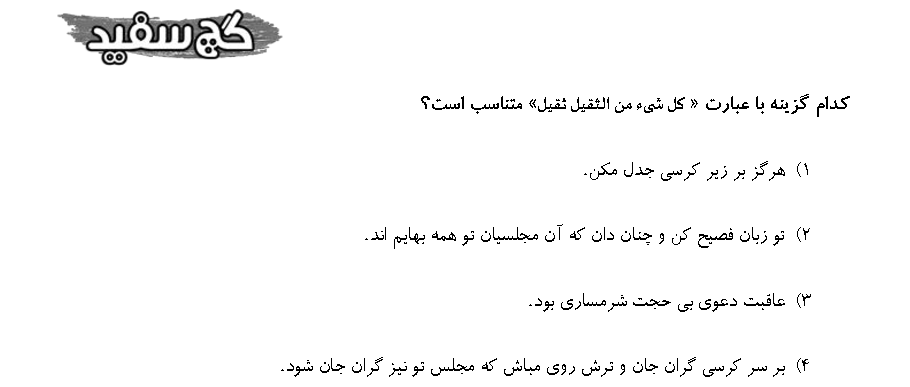 گچ سفید
کدام گزینه با عبارت « کل شیء من الثقیل ثقیل» متناسب است؟
۱) هرگز بر زیر کرسی جدل مکن.
۲) تو زبان فصیح کن و چنان دان که آن مجلسیان تو همه بهایم اند.
۳) عاقبت دعوی بی حجت شرمساری بود.
۴) بر سر کرسی گران جان و ترش روی مباش که مجلس تو نیز گران جان شود.